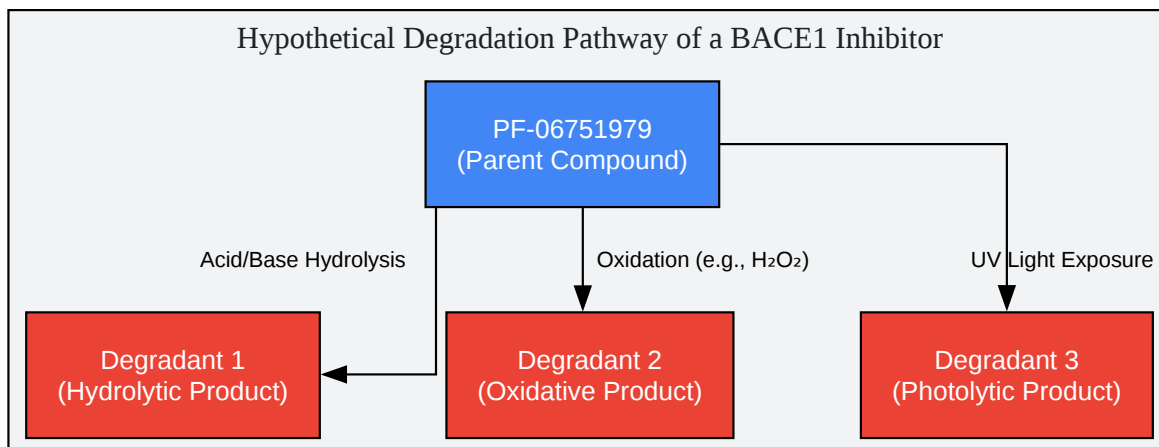 Hypothetical Degradation Pathway of a BACE1 Inhibitor
PF-06751979
(Parent Compound)
Acid/Base Hydrolysis
Oxidation (e.g., H₂O₂)
UV Light Exposure
Degradant 1
(Hydrolytic Product)
Degradant 2
(Oxidative Product)
Degradant 3
(Photolytic Product)